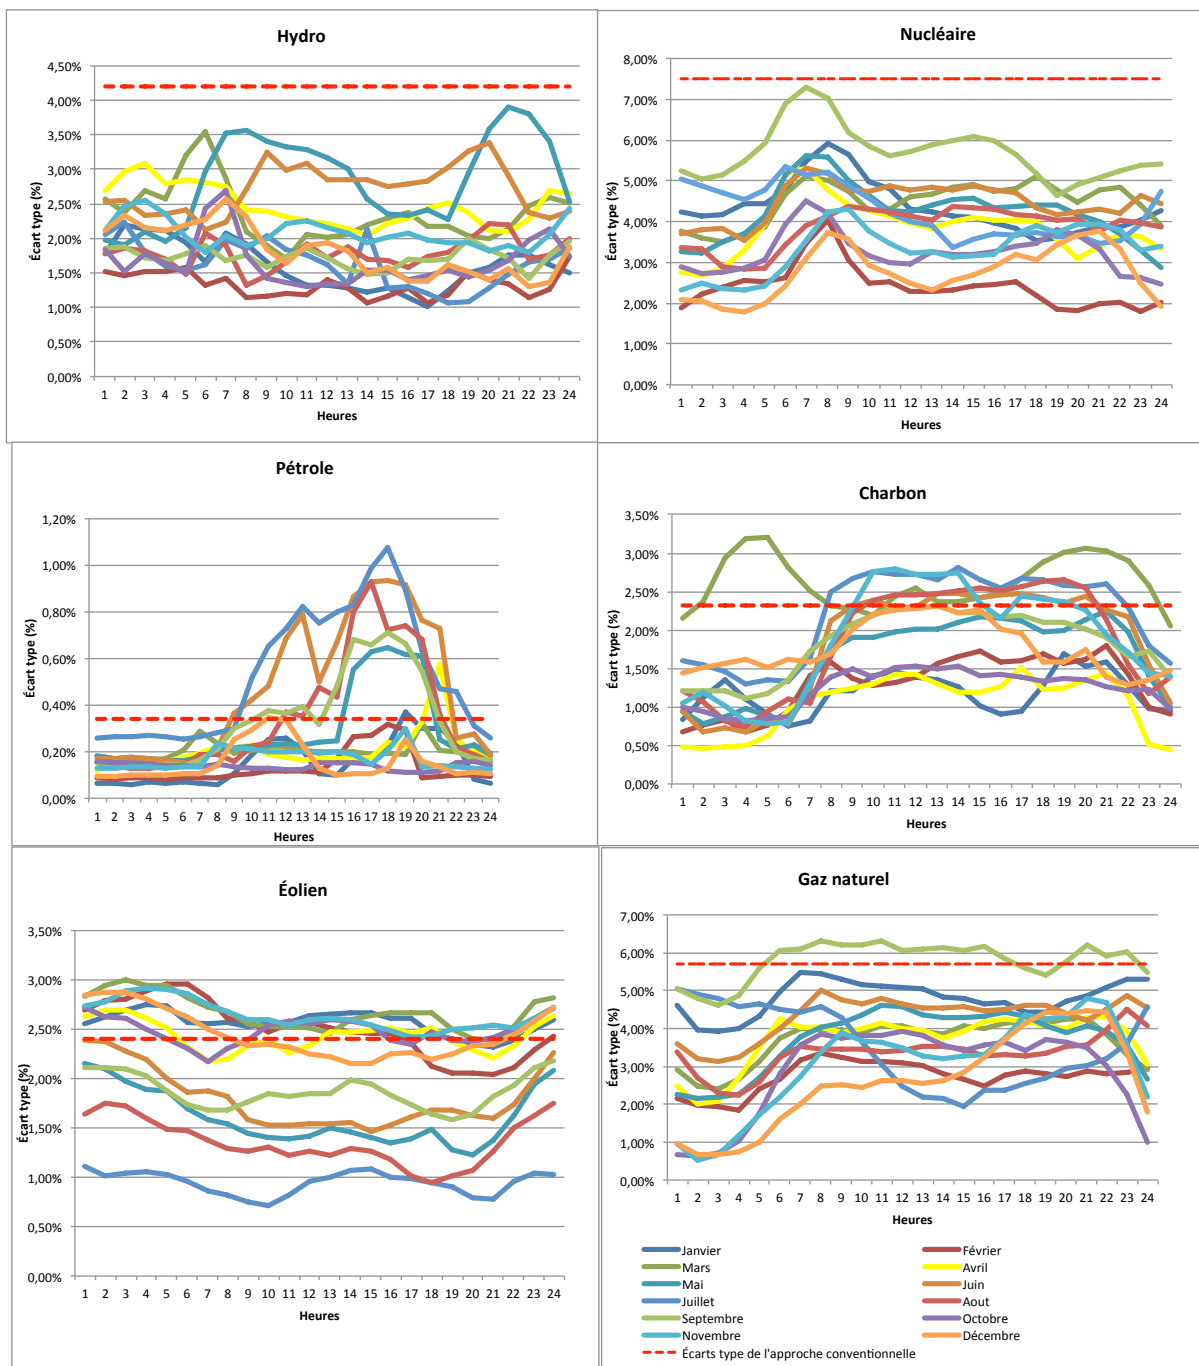 Hydro
Écart type (%)
4,50%
4,00%
3,50%
3,00%
2,50%
2,00%
1,50%
1,00%
0,50%
0,00%
1 2 3 4 5 6 7 8 9 10 11 12 13 14 15 16 17 18 19 20 21 22 23 24
Heures
Nucléaire
Écart type (%)
8,00%
7,00%
6,00%
5,00%
4,00%
3,00%
2,00%
1,00%
0,00%
1 2 3 4 5 6 7 8 9 10 11 12 13 14 15 16 17 18 19 20 21 22 23 24
Heures
Pétrole
Écart type (%)
1,20%
1,00%
0,80%
0,60%
0,40%
0,20%
0,00%
1 2 3 4 5 6 7 8 9 10 11 12 13 14 15 16 17 18 19 20 21 22 23 24
Heures
Charbon
Écart type (%)
3,50%
3,00%
2,50%
2,00%
1,50%
1,00%
0,50%
0,00%
1 2 3 4 5 6 7 8 9 10 11 12 13 14 15 16 17 18 19 20 21 22 23 24
Heures
Éolien
Écart type (%)
3,50%
3,00%
2,50%
2,00%
1,50%
1,00%
0,50%
0,00%
1 2 3 4 5 6 7 8 9 10 11 12 13 14 15 16 17 18 19 20 21 22 23 24
Heures
Gaz naturel
Écart type (%)
7,00%
6,00%
5,00%
4,00%
3,00%
2,00%
1,00%
0,00%
1 2 3 4 5 6 7 8 9 10 11 12 13 14 15 16 17 18 19 20 21 22 23 24
Heures
Janvier Février
Mars Avril
Mai Juin
Juillet Aout
Septembre Octobre
Novembre Décembre
Écarts type de l'approche conventionnelle